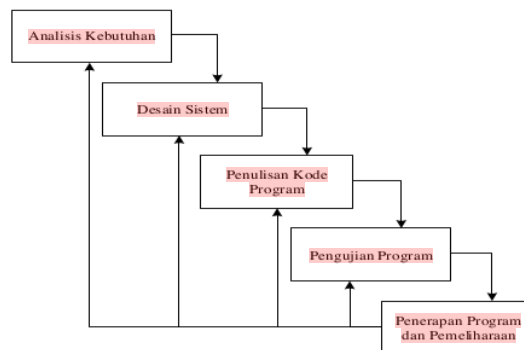 Analisis Kebutuhan
Desain Sistem
Penulisan Kode
Program
Pengujian Program
Penerapan Program
dan Pemeliharaan